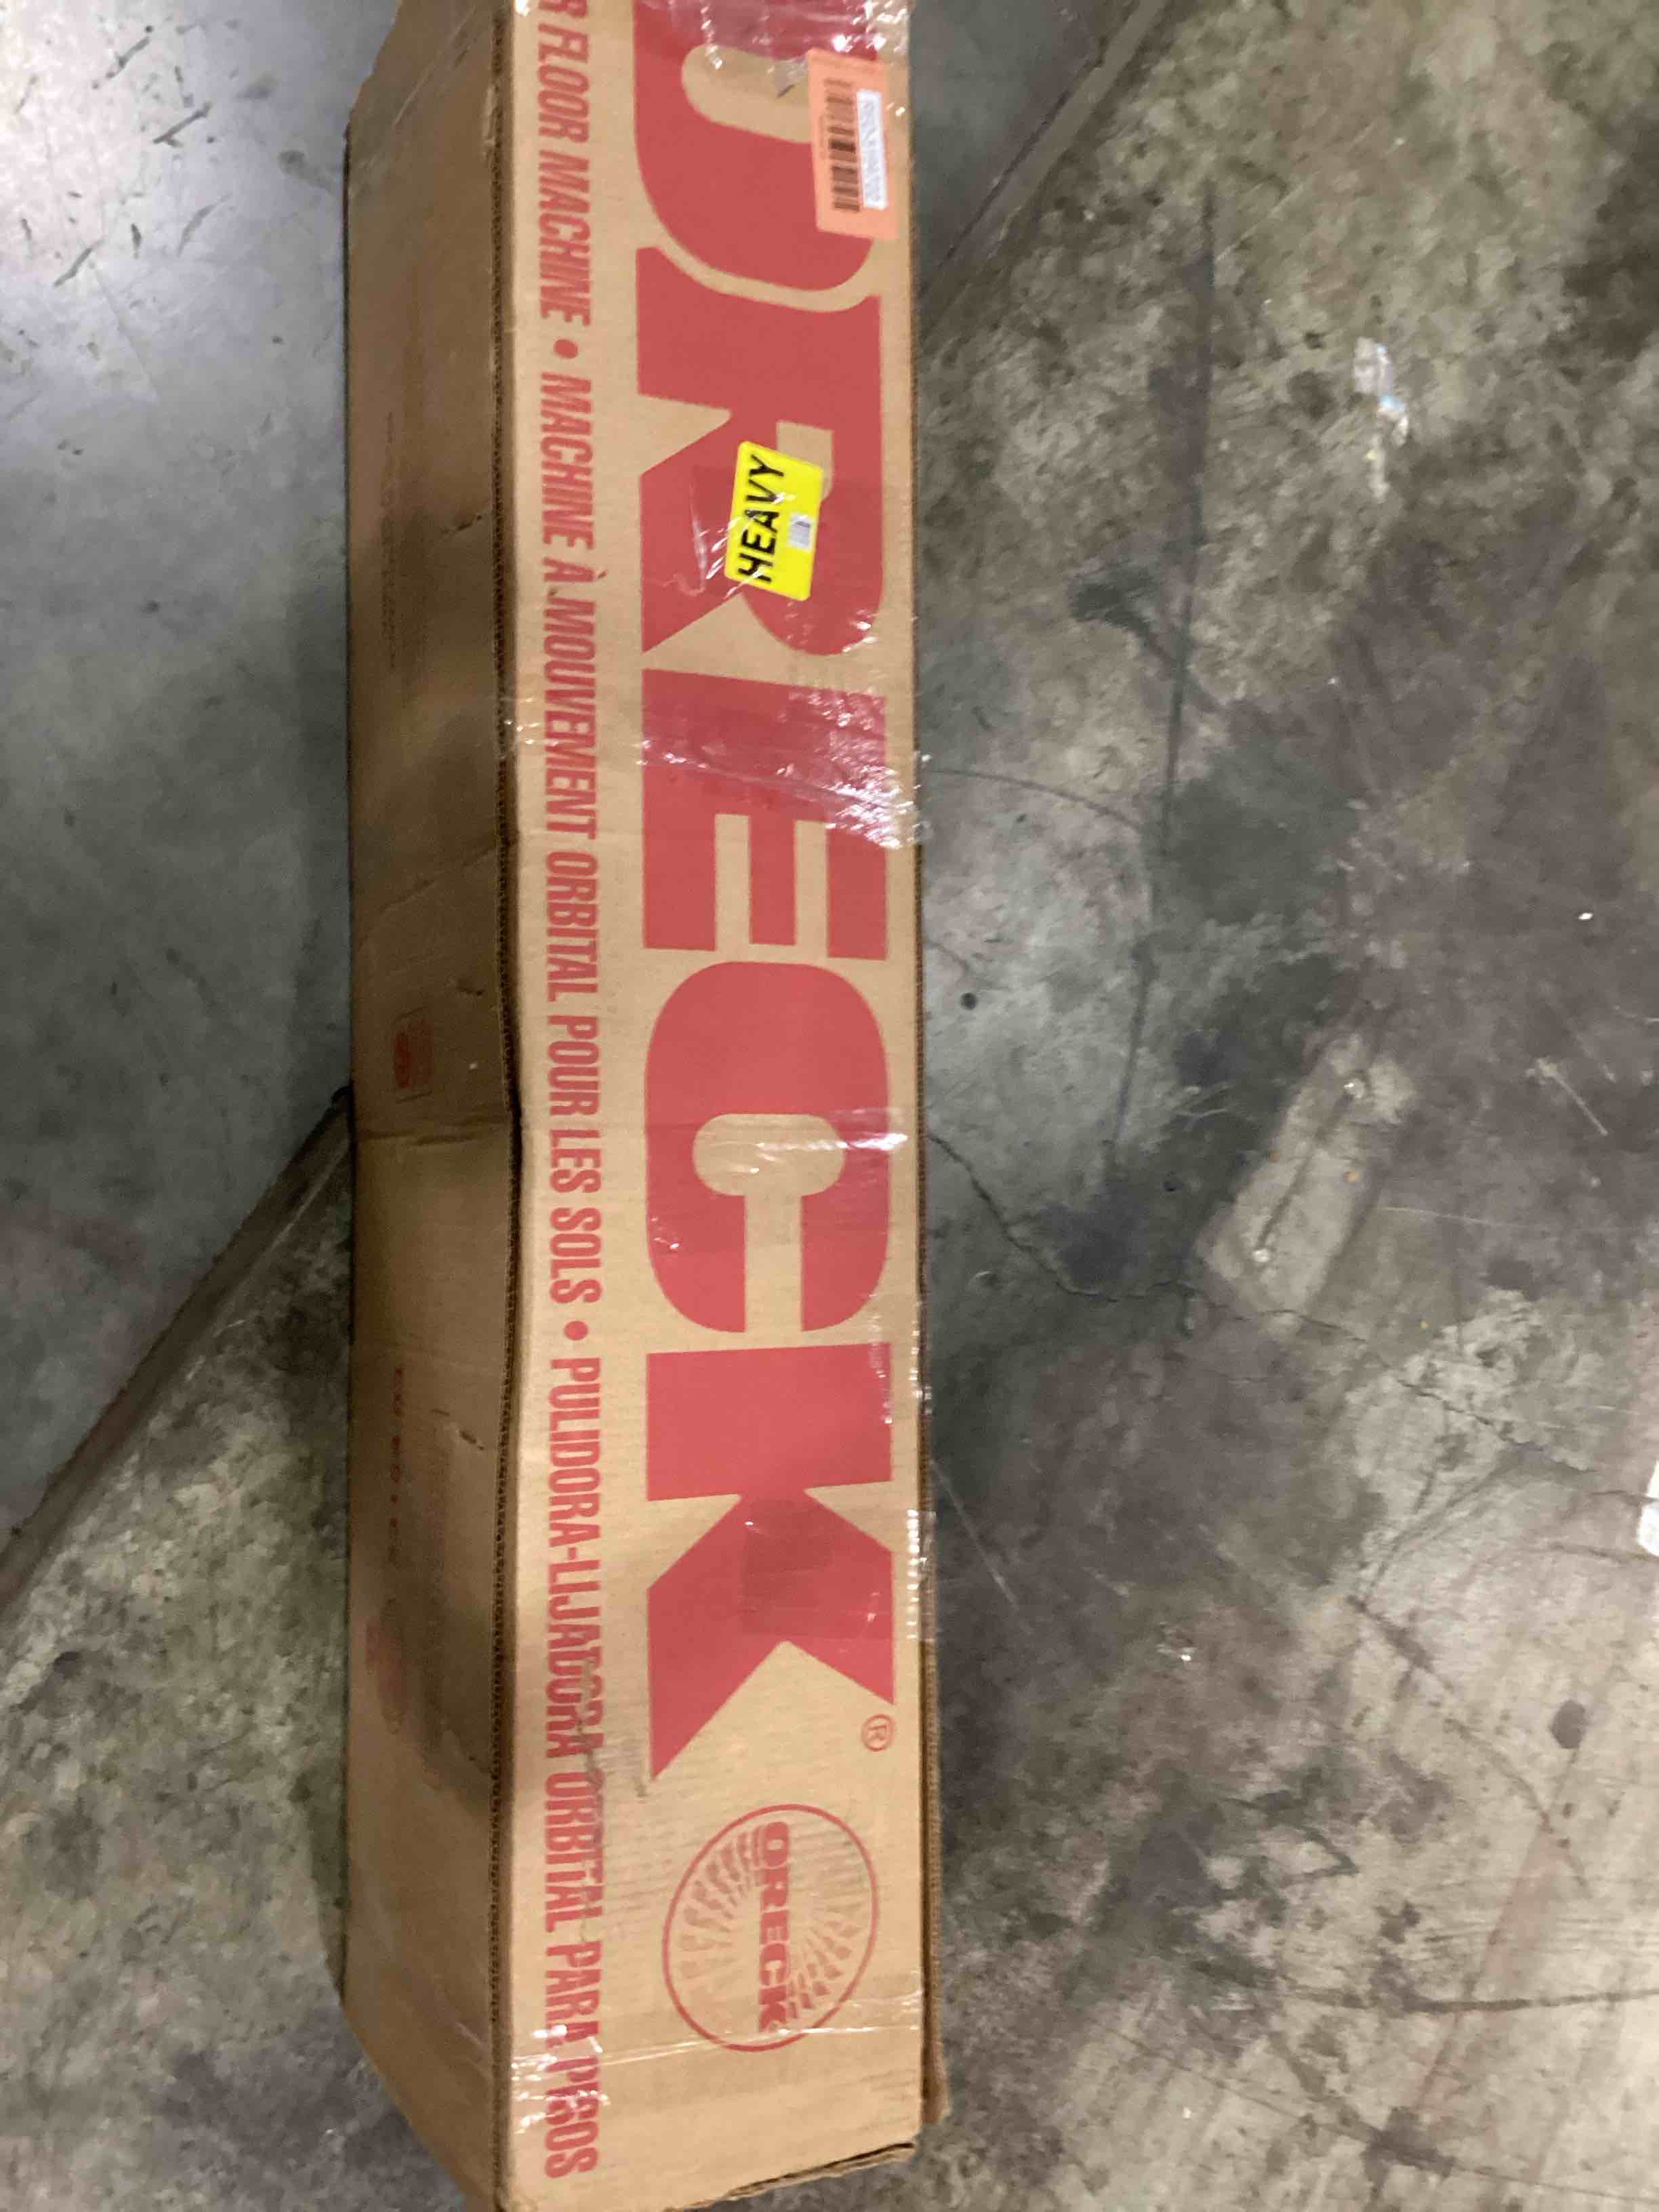 ORECK®
R FLOOR MACHINE • MACHINE À MOUVEMENT ORBITAL POUR LES SOLS • PULIDORA-LIJADORA ORBITAL PARA PISOS
HEAVY
ORECK